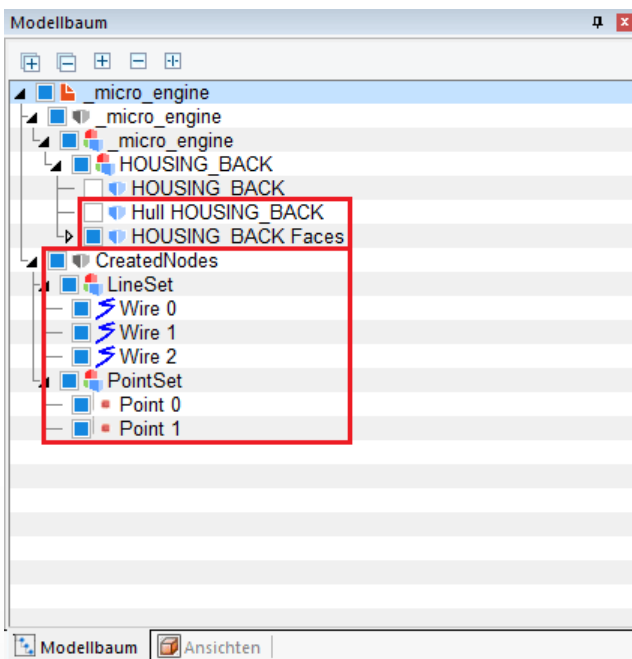 Modellbaum
_micro_engine
_micro_engine
_micro_engine
HOUSING_BACK
HOUSING_BACK
Hull HOUSING_BACK
HOUSING_BACK Faces
CreatedNodes
LineSet
Wire 0
Wire 1
Wire 2
PointSet
Point 0
Point 1
Modellbaum Ansichten